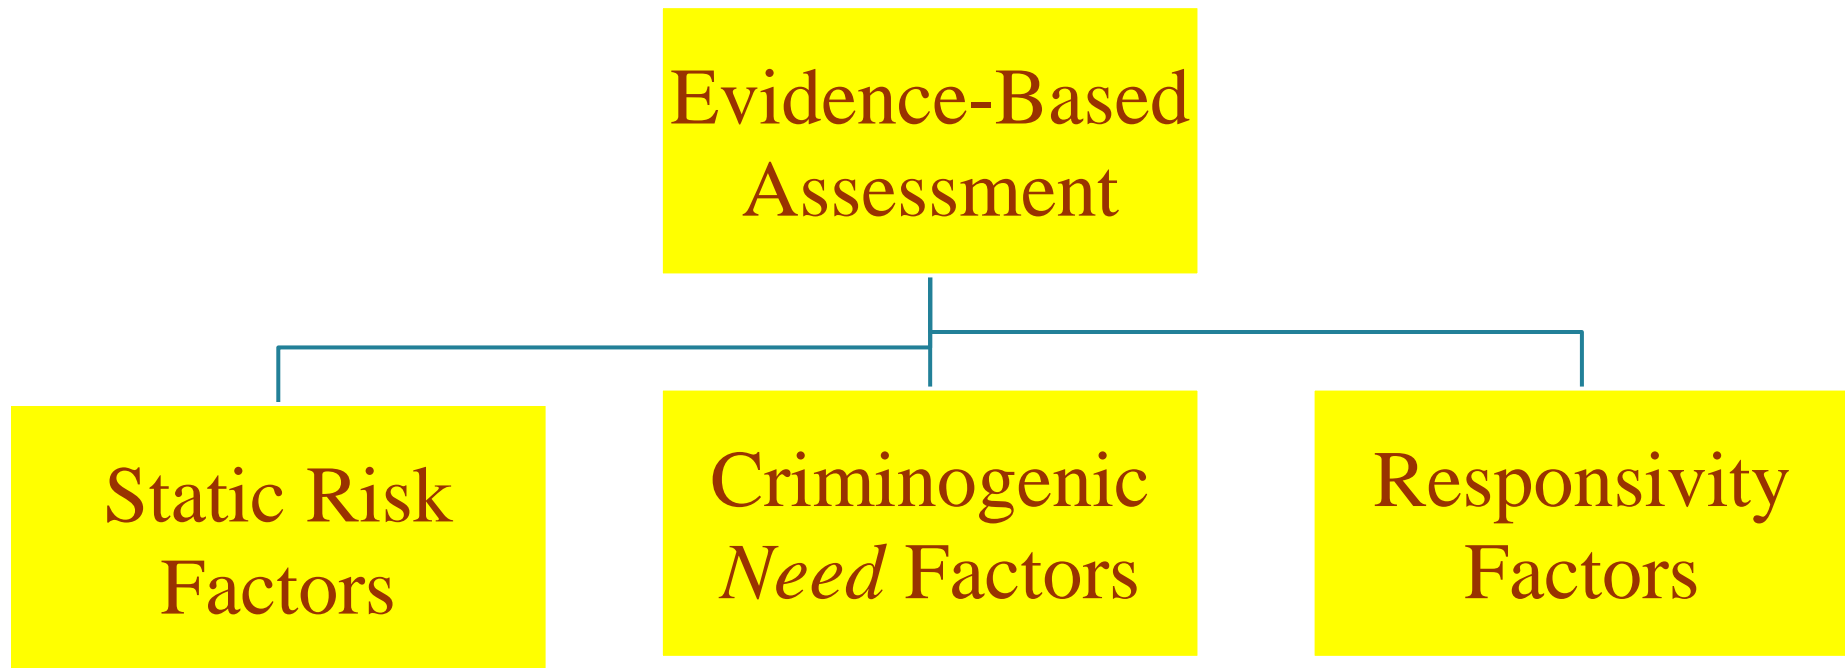 Evidence-Based
Assessment
Static Risk
Factors
Criminogenic
Need Factors
Responsivity
Factors